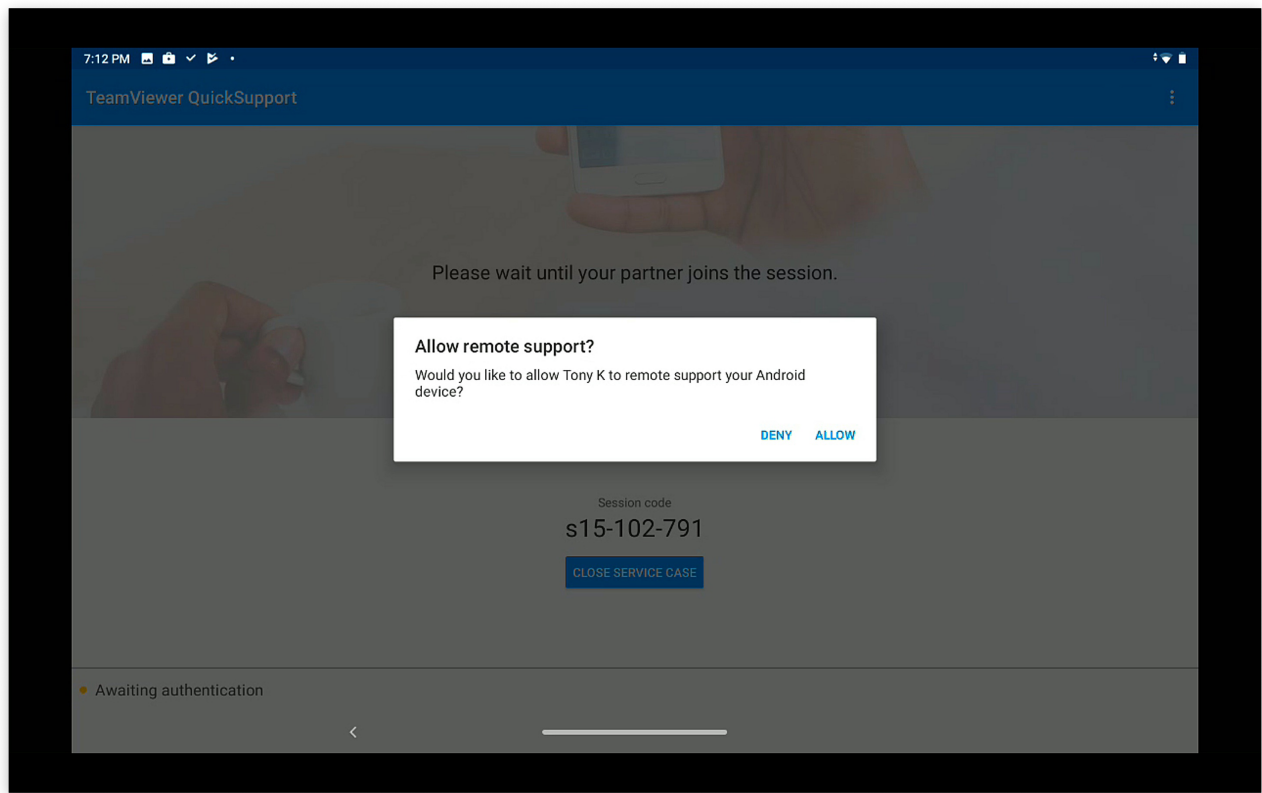 7:12 PM
TeamViewer QuickSupport
Please wait until your partner joins the session.
Allow remote support?
Would you like to allow Tony K to remote support your Android
device?
DENY ALLOW
Session code
s15-102-791
CLOSE SERVICE CASE
Awaiting authentication